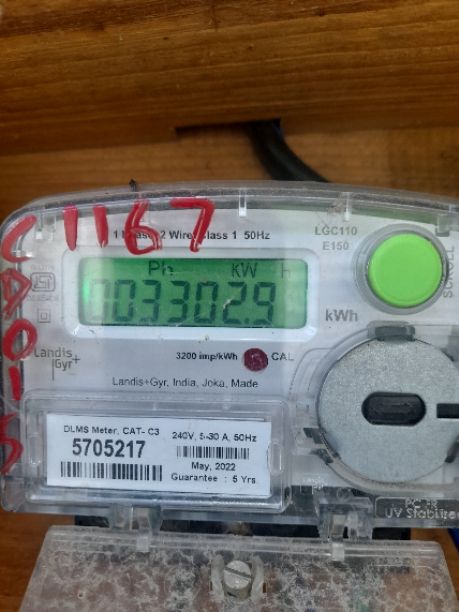 1167
1 Phase 2 Wire Class 1 50Hz
LGC110
E150
SCROLL
Ph KW h
003302.9
kWh
3200 imp/kWh CAL
Landis+
Gyr
Landis+Gyr, India, Joka, Made
DLMS Meter, CAT- C3
5705217
240V, 5-30 A, 50Hz
May, 2022
Guarantee : 5 Yrs
UV Stabilized